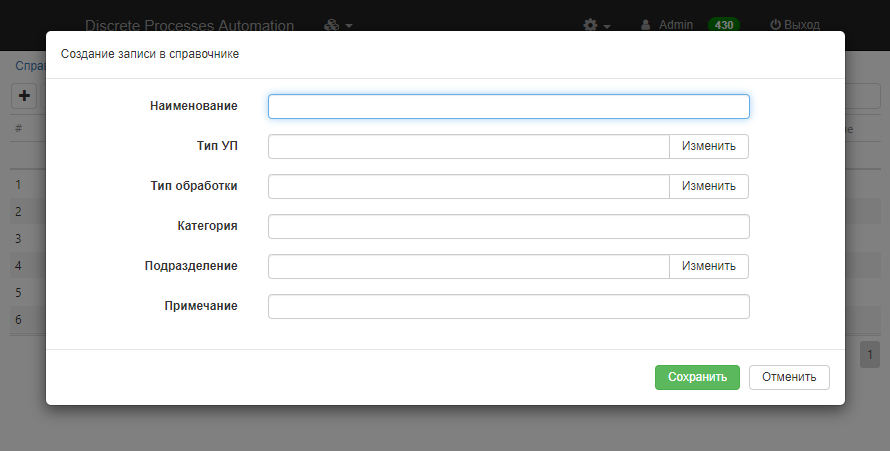 Discrete Processes Automation Admin 430 Выход
Создание записи в справочнике
#
Наименование
Тип УП Изменить
Тип обработки Изменить
Категория
Подразделение Изменить
Примечание
1
2
3
4
5
6
1
Сохранить Отменить